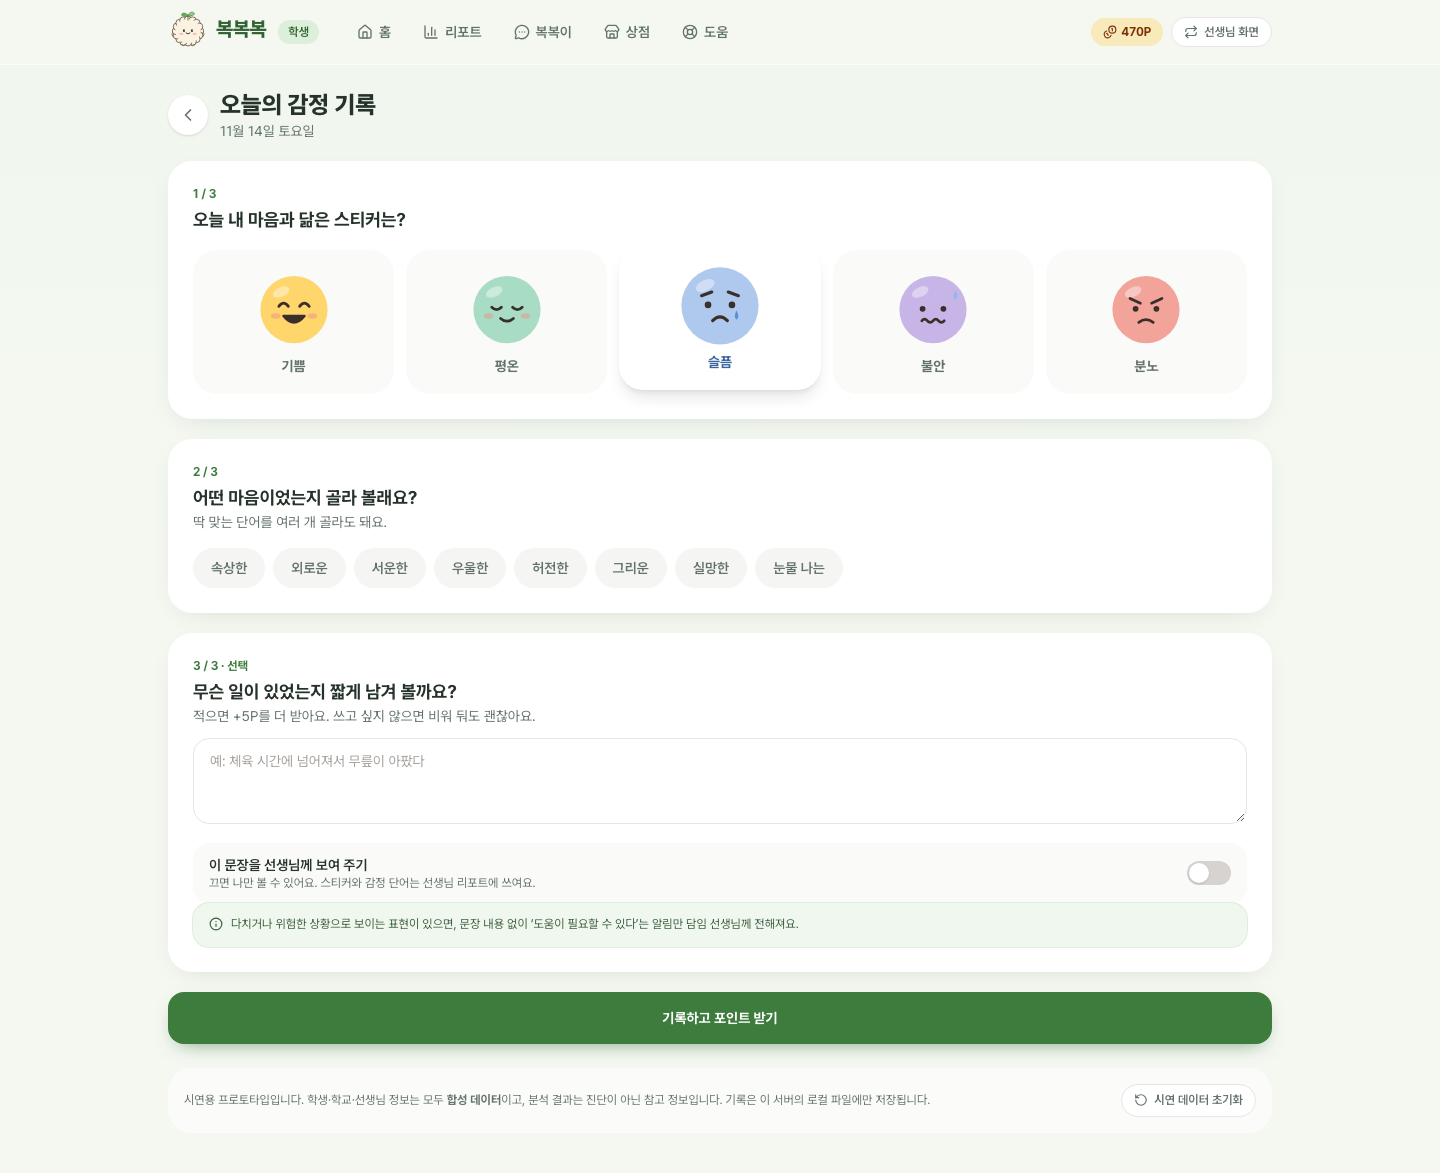 복복복
학생
홈
리포트
복복이
상점
도움
470P
선생님 화면
오늘의 감정 기록
11월 14일 토요일
1 / 3
오늘 내 마음과 닮은 스티커는?
기쁨
평온
슬픔
불안
분노
2 / 3
어떤 마음이었는지 골라 볼래요?
딱 맞는 단어를 여러 개 골라도 돼요.
속상한
외로운
서운한
우울한
허전한
그리운
실망한
눈물 나는
3 / 3 · 선택
무슨 일이 있었는지 짧게 남겨 볼까요?
적으면 +5P를 더 받아요. 쓰고 싶지 않으면 비워 둬도 괜찮아요.
예: 체육 시간에 넘어져서 무릎이 아팠다
이 문장을 선생님께 보여 주기
끄면 나만 볼 수 있어요. 스티커와 감정 단어는 선생님 리포트에 쓰여요.
다치거나 위험한 상황으로 보이는 표현이 있으면, 문장 내용 없이 ‘도움이 필요할 수 있다’는 알림만 담임 선생님께 전해져요.
기록하고 포인트 받기
시연용 프로토타입입니다. 학생·학교·선생님 정보는 모두 합성 데이터이고, 분석 결과는 진단이 아닌 참고 정보입니다. 기록은 이 서버의 로컬 파일에만 저장됩니다.
시연 데이터 초기화